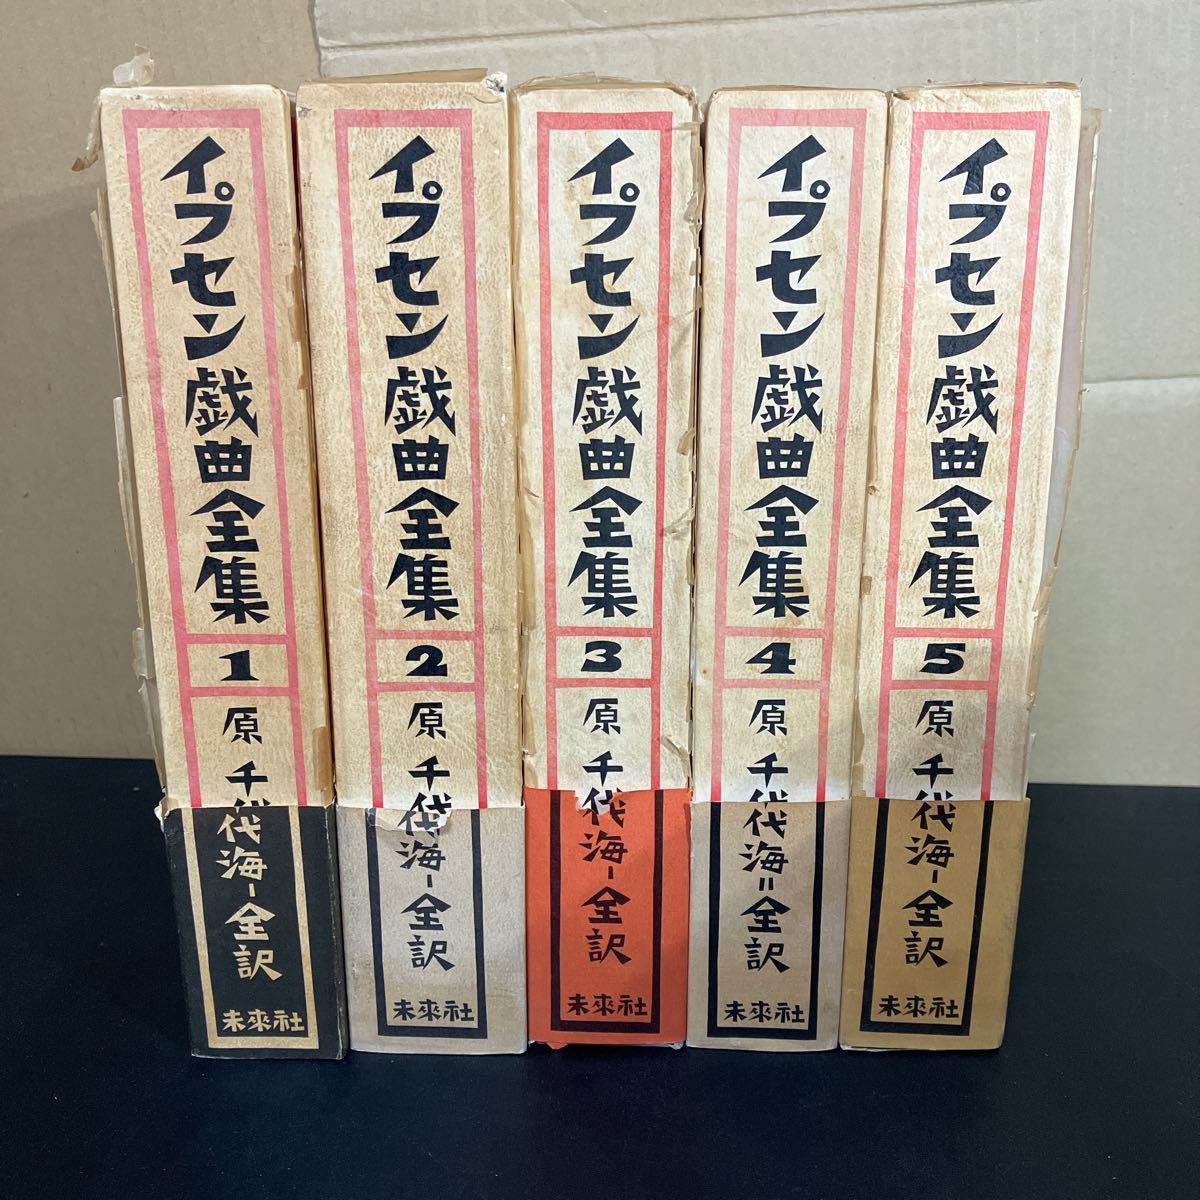 イプセン戯曲全集
1
原 千代海-全訳
未來社
イプセン戯曲全集
2
原 千代海-全訳
未來社
イプセン戯曲全集
3
原 千代海-全訳
未來社
イプセン戯曲全集
4
原 千代海=全訳
未來社
イプセン戯曲全集
5
原 千代海-全訳
未來社